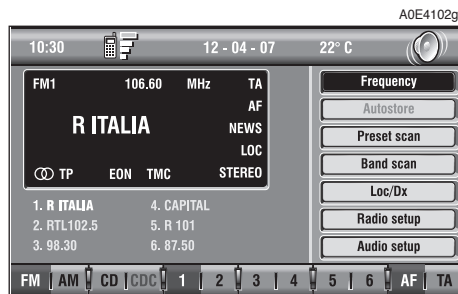 A0E4102g
10:30 12 - 04 - 07 22° C
FM1 106.60 MHz TA
AF
R ITALIA NEWS
LOC
TP EON TMC STEREO
1. R ITALIA 4. CAPITAL
2. RTL102.5 5. R 101
3. 98.30 6. 87.50
Frequency
Autostore
Preset scan
Band scan
Loc/Dx
Radio setup
Audio setup
FM AM CD CDC 1 2 3 4 5 6 AF TA